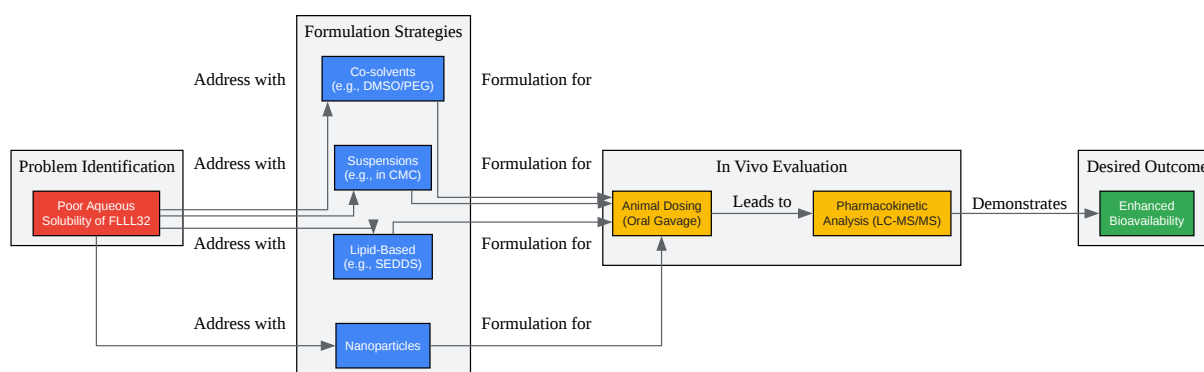 Problem Identification
Poor Aqueous
Solubility of FLLL32
Address with
Address with
Address with
Address with
Formulation Strategies
Co-solvents
(e.g., DMSO/PEG)
Suspensions
(e.g., in CMC)
Lipid-Based
(e.g., SEDDS)
Nanoparticles
Formulation for
Formulation for
Formulation for
Formulation for
In Vivo Evaluation
Animal Dosing
(Oral Gavage)
Leads to
Pharmacokinetic
Analysis (LC-MS/MS)
Demonstrates
Desired Outcome
Enhanced
Bioavailability